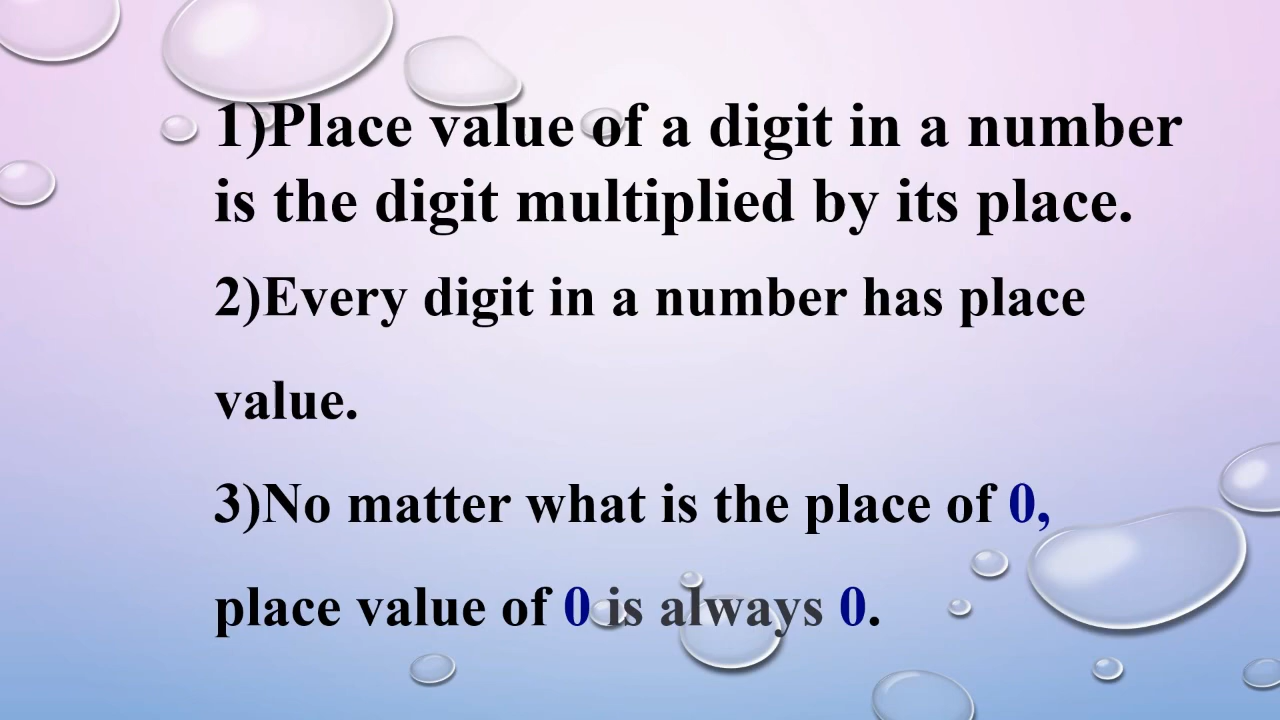 1)Place value of a digit in a number
is the digit multiplied by its place.
2)Every digit in a number has place
value.
3)No matter what is the place of 0,
place value of 0 is always 0.